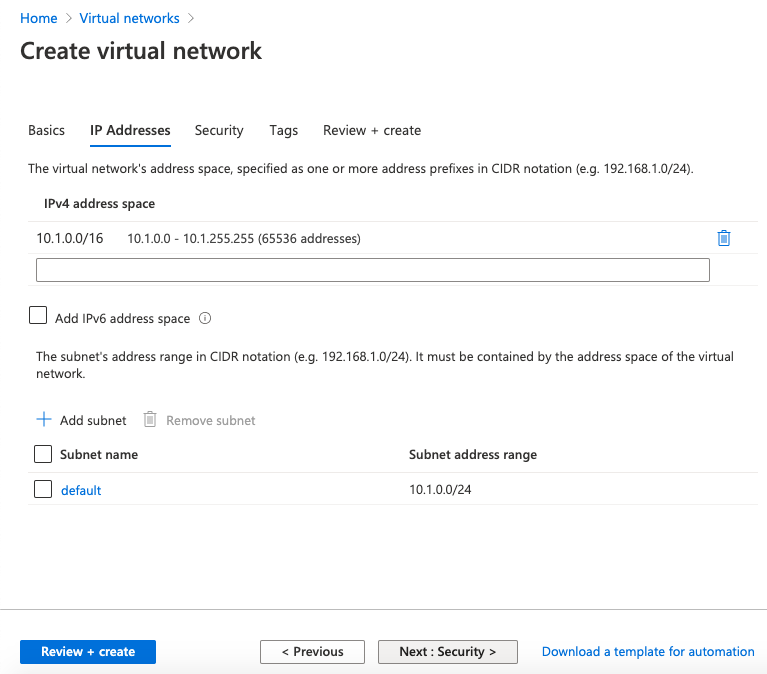 Home > Virtual networks >
Create virtual network
Basics IP Addresses Security Tags Review + create
The virtual network's address space, specified as one or more address prefixes in CIDR notation (e.g. 192.168.1.0/24).
IPv4 address space
10.1.0.0/16 10.1.0.0 - 10.1.255.255 (65536 addresses)
Add IPv6 address space
The subnet's address range in CIDR notation (e.g. 192.168.1.0/24). It must be contained by the address space of the virtual
network.
+ Add subnet Remove subnet
Subnet name Subnet address range
default 10.1.0.0/24
Review + create < Previous Next : Security > Download a template for automation